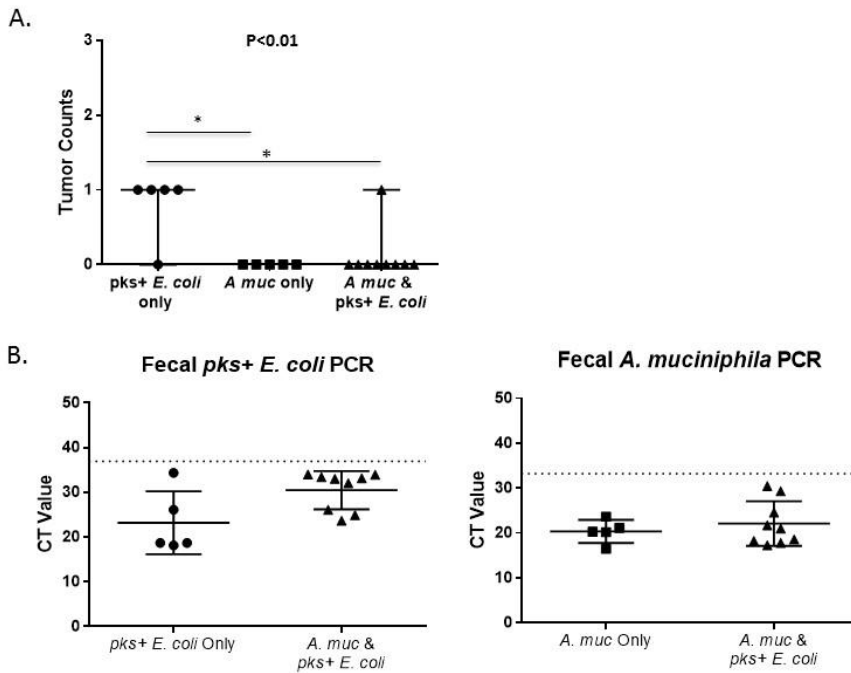 A.
P<0.01
3
2
1
0
Tumor Counts
*
*
pks+ E. coli
only
A muc only
A muc &
pks+ E. coli
B.
Fecal pks+ E. coli PCR
50
40
30
20
10
0
CT Value
pks+ E. coli Only
A. muc &
pks+ E. coli
Fecal A. muciniphila PCR
50
40
30
20
10
0
CT Value
A. muc Only
A. muc &
pks+ E. coli